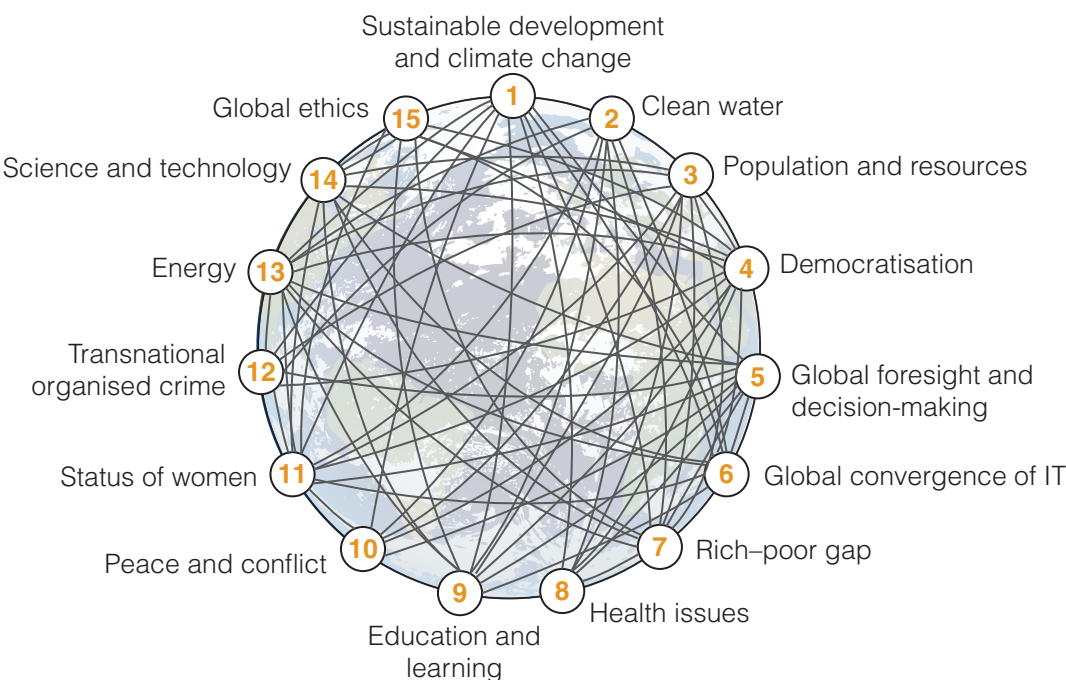 Sustainable development
and climate change
1
Clean water
2
Population and resources
3
Democratisation
4
Global foresight and
decision-making
5
Global convergence of IT
6
Rich–poor gap
7
Health issues
8
Education and
learning
9
Peace and conflict
10
Status of women
11
Transnational
organised crime
12
Energy
13
Science and technology
14
Global ethics
15